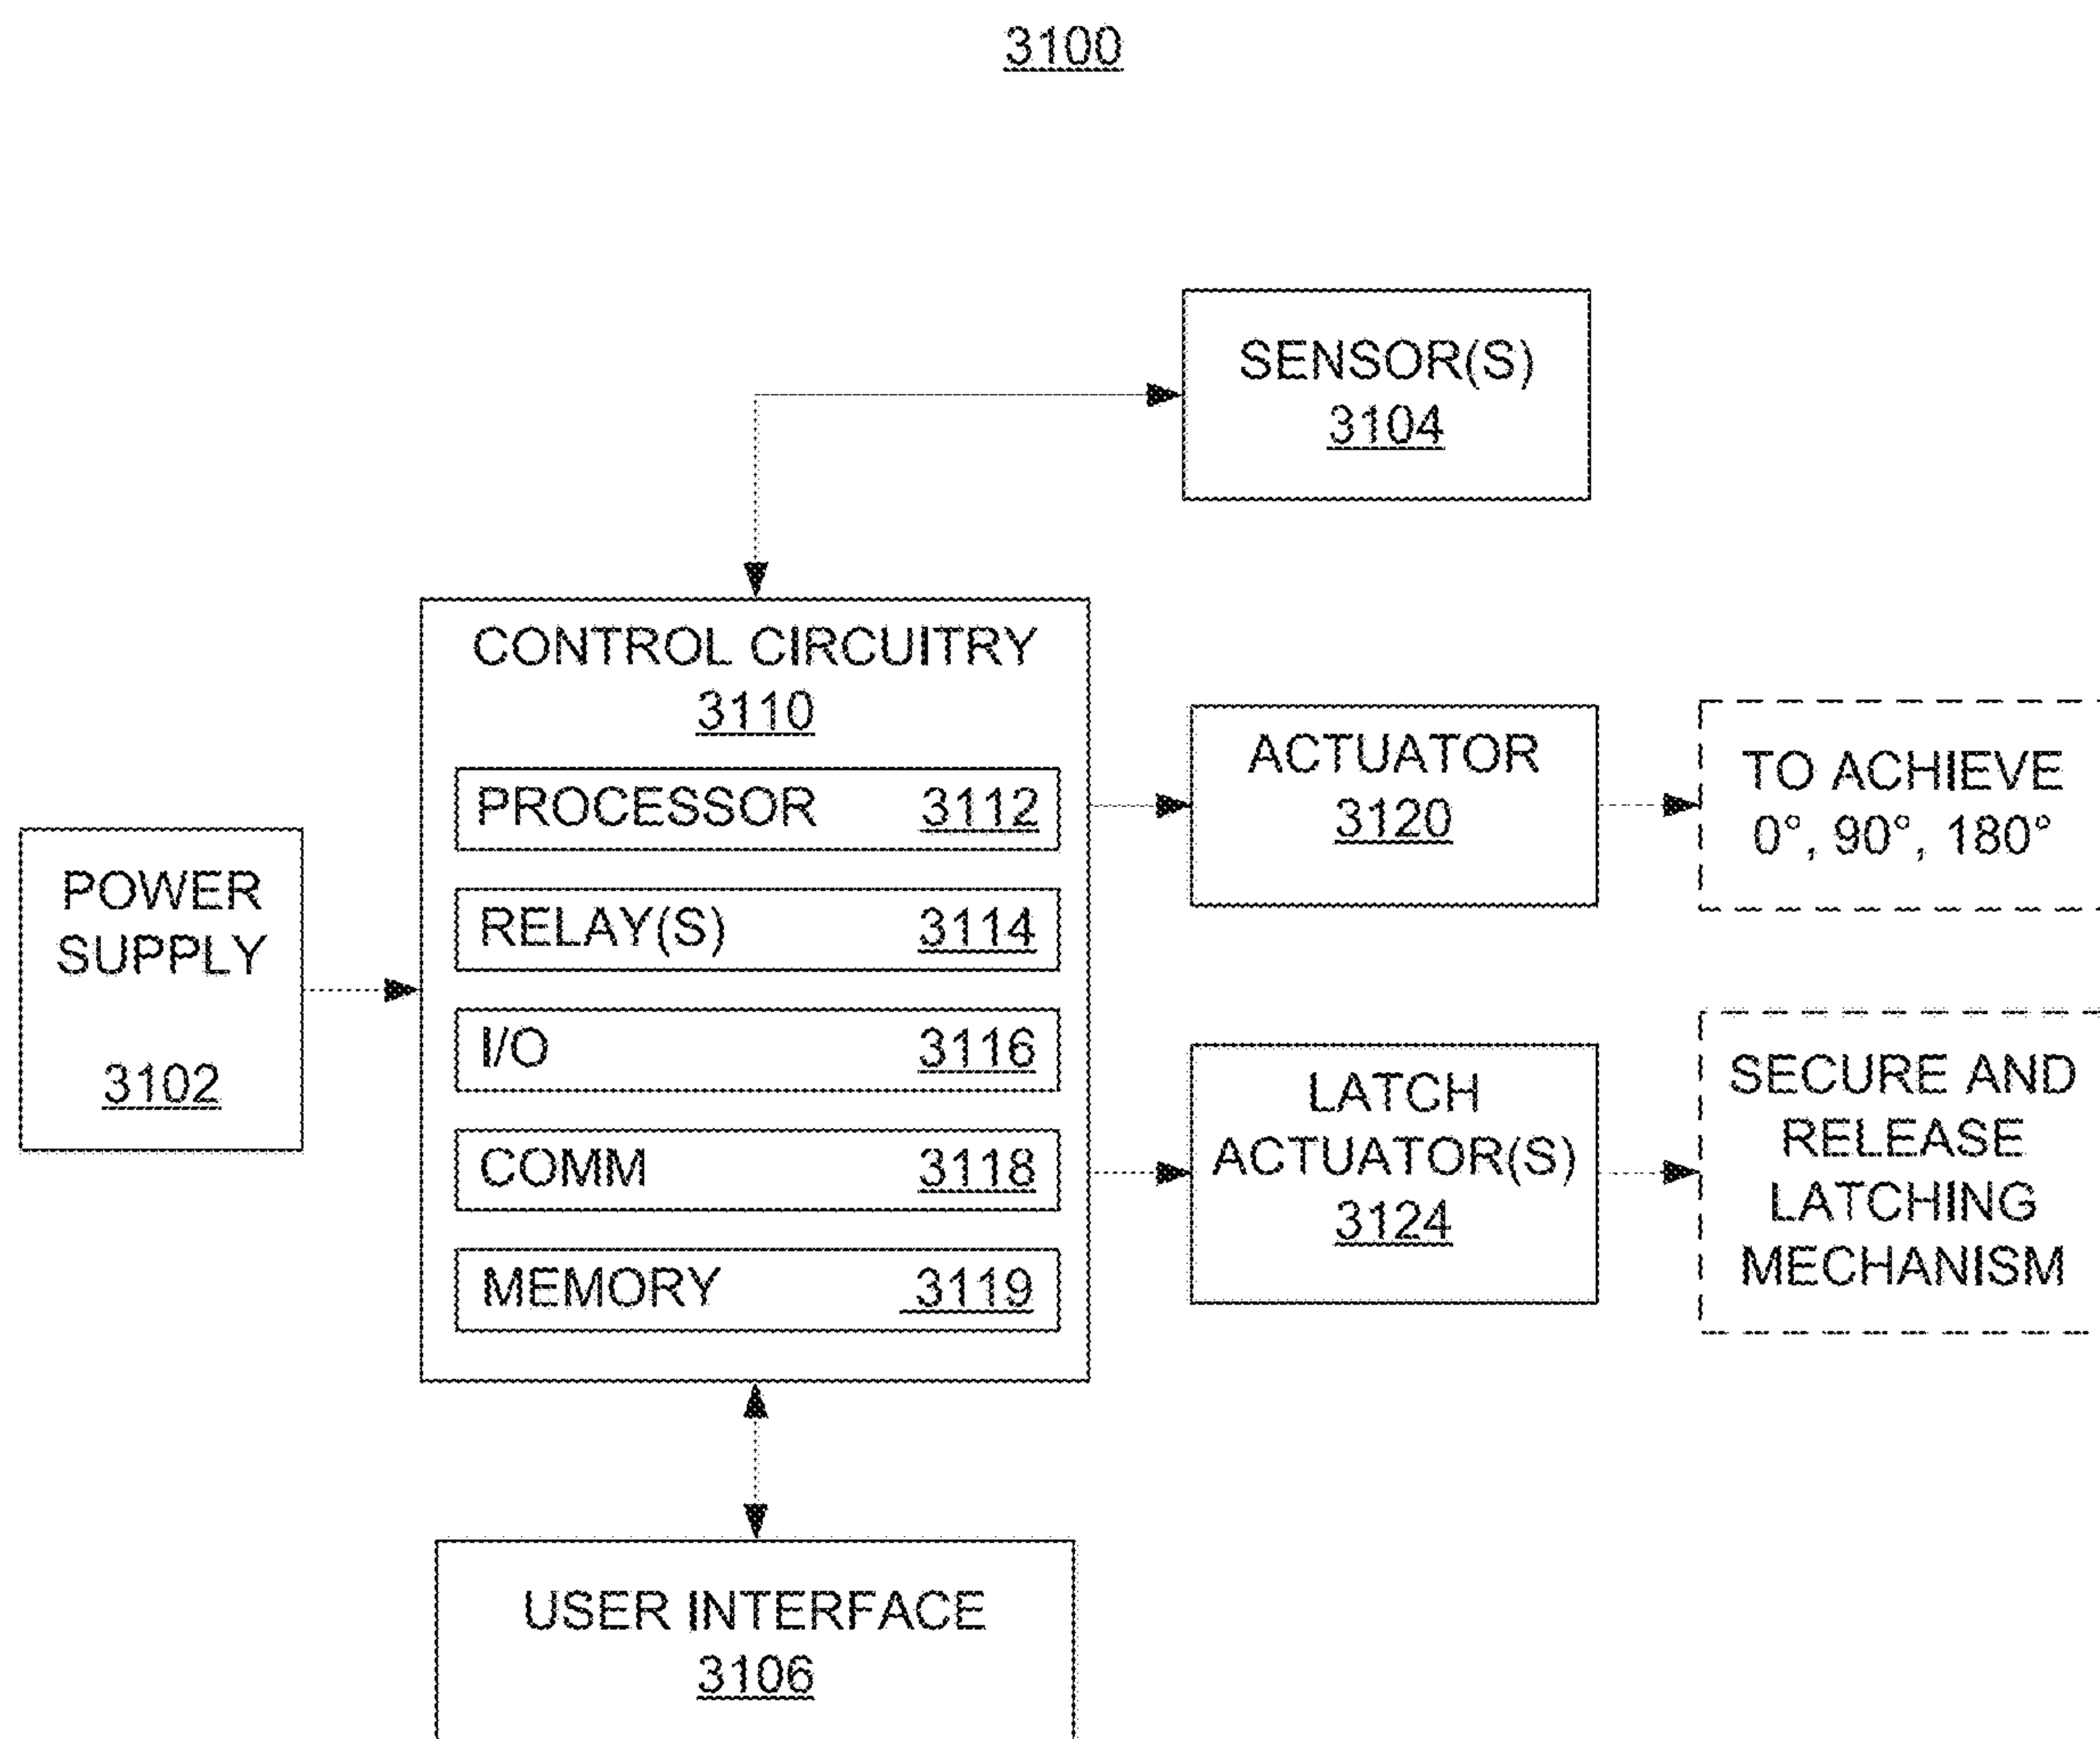 3100
SENSOR(S)
3104
CONTROL CIRCUITRY
3110
PROCESSOR 3112
RELAY(S) 3114
I/O 3116
COMM 3118
MEMORY 3119
POWER
SUPPLY
3102
ACTUATOR
3120
TO ACHIEVE
0°, 90°, 180°
LATCH
ACTUATOR(S)
3124
SECURE AND
RELEASE
LATCHING
MECHANISM
USER INTERFACE
3106